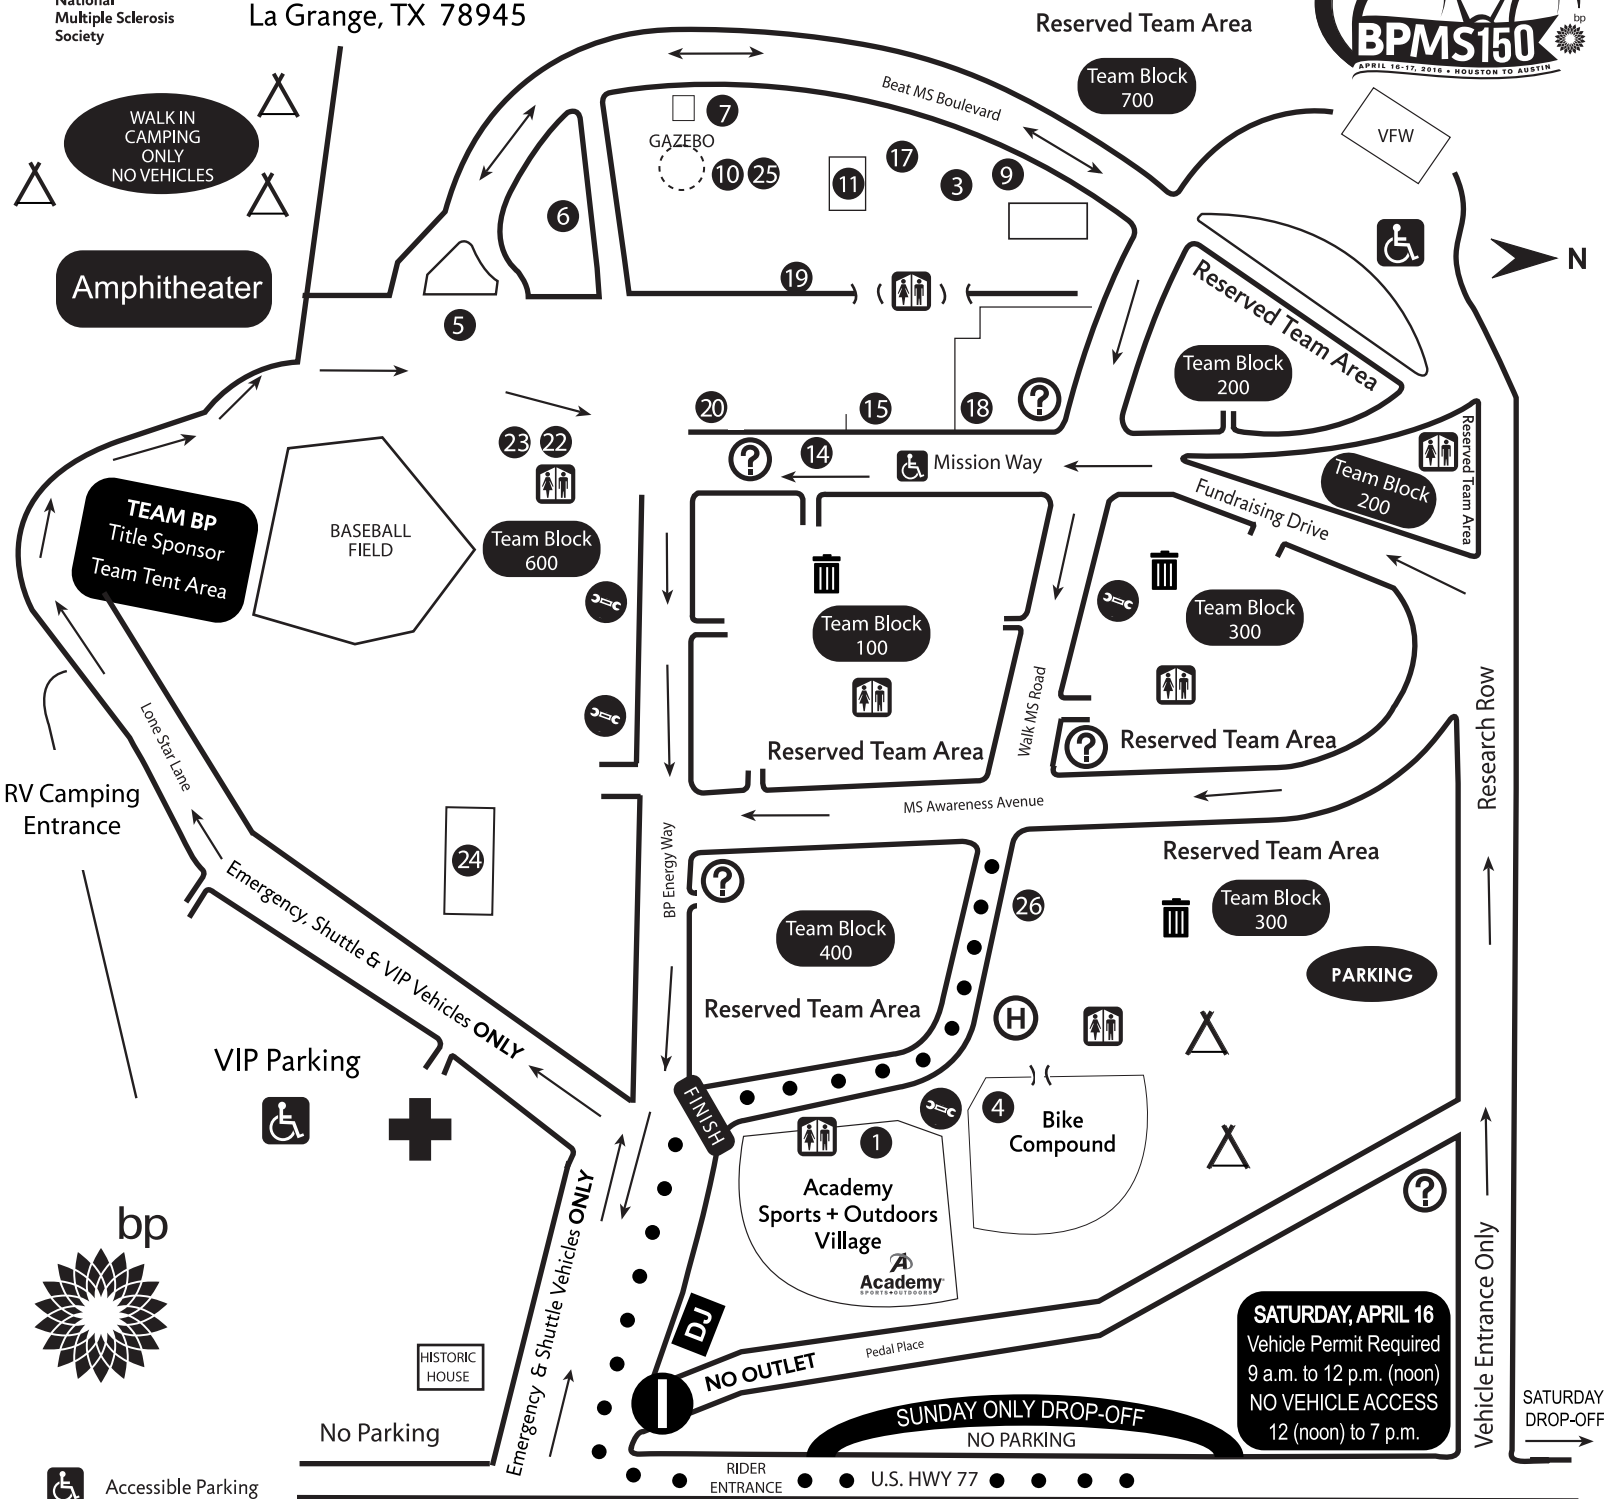 National
Multiple Sclerosis
Society
La Grange, TX 78945
Reserved Team Area
bp
BPMS150
APRIL 16-17, 2016 • HOUSTON TO AUSTIN
Team Block
700
Beat MS Boulevard
VFW
WALK IN
CAMPING
ONLY
NO VEHICLES
7
GAZEBO
10
25
11
17
3
9
6
Amphitheater
19
5
N
Reserved Team Area
Team Block
200
20
15
18
?
23
22
?
14
Mission Way
Team Block
200
Reserved Team Area
Fundraising Drive
TEAM BP
Title Sponsor
Team Tent Area
BASEBALL
FIELD
Team Block
600
Team Block
100
Team Block
300
Reserved Team Area
Walk MS Road
?
Reserved Team Area
Research Row
Lone Star Lane
RV Camping
Entrance
MS Awareness Avenue
BP Energy Way
24
?
Reserved Team Area
26
Team Block
300
Team Block
400
PARKING
Reserved Team Area
Emergency, Shuttle & VIP Vehicles ONLY
H
VIP Parking
FINISH
4
Bike
Compound
1
Academy
Sports + Outdoors
Village
Academy
SPORTS+OUTDOORS
?
bp
Emergency & Shuttle Vehicles ONLY
DJ
Vehicle Entrance Only
SATURDAY, APRIL 16
Vehicle Permit Required
9 a.m. to 12 p.m. (noon)
NO VEHICLE ACCESS
12 (noon) to 7 p.m.
HISTORIC
HOUSE
NO OUTLET
Pedal Place
SATURDAY
DROP-OFF
SUNDAY ONLY DROP-OFF
NO PARKING
No Parking
RIDER
ENTRANCE
U.S. HWY 77
Accessible Parking